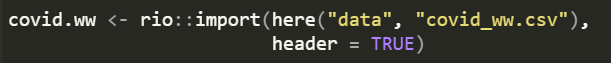 covid.ww <- rio::import(here("data", "covid_ww.csv"),
header = TRUE)